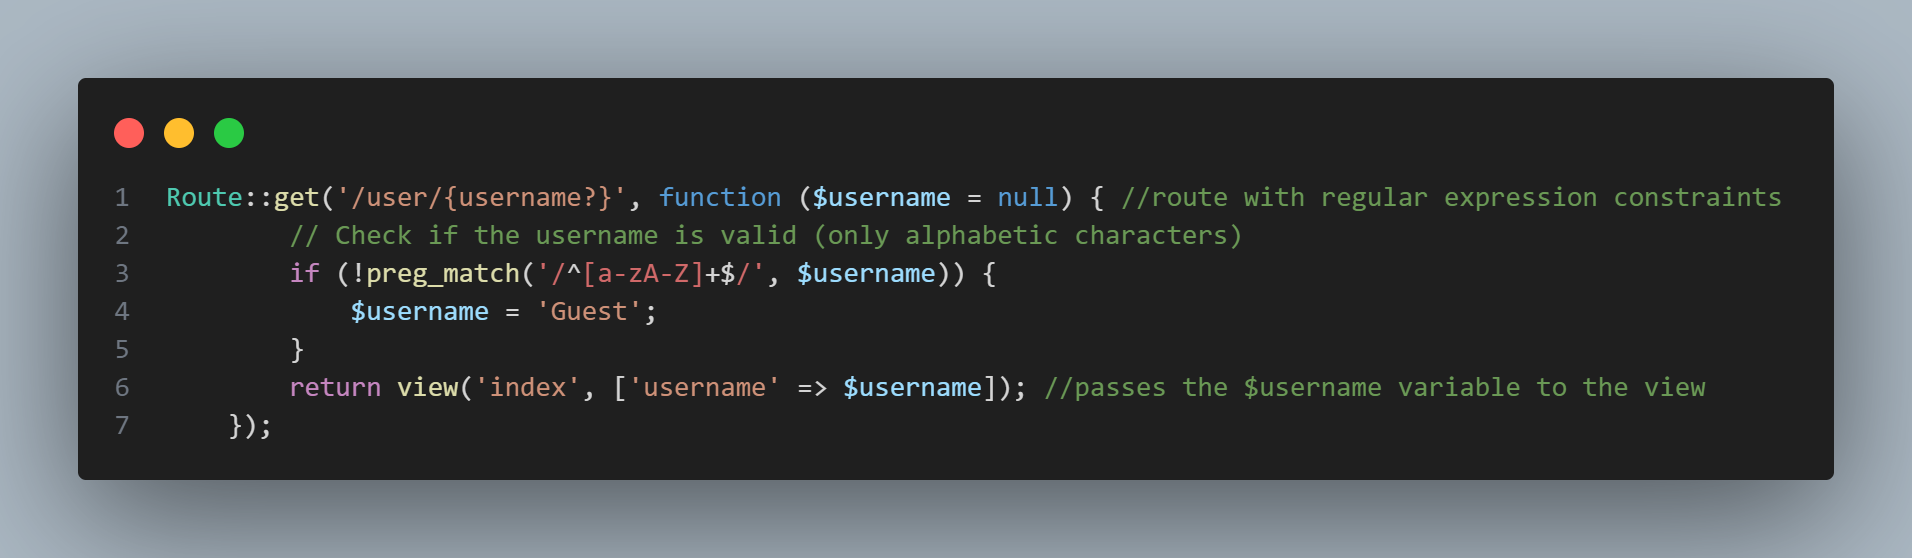 1 Route::get('/user/{username?}', function ($username = null) { //route with regular expression constraints
2 // Check if the username is valid (only alphabetic characters)
3 if (!preg_match('/^[a-zA-Z]+$/', $username)) {
4 $username = 'Guest';
5 }
6 return view('index', ['username' => $username]); //passes the $username variable to the view
7 });